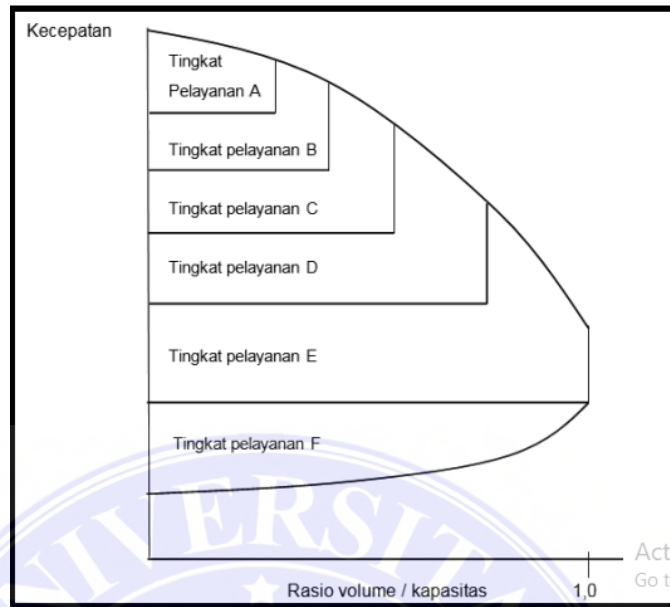 Kecepatan
Tingkat
Pelayanan A
Tingkat pelayanan B
Tingkat pelayanan C
Tingkat pelayanan D
Tingkat pelayanan E
Tingkat pelayanan F
UNIVERSITA
Act
Go t
Rasio volume / kapasitas
1,0